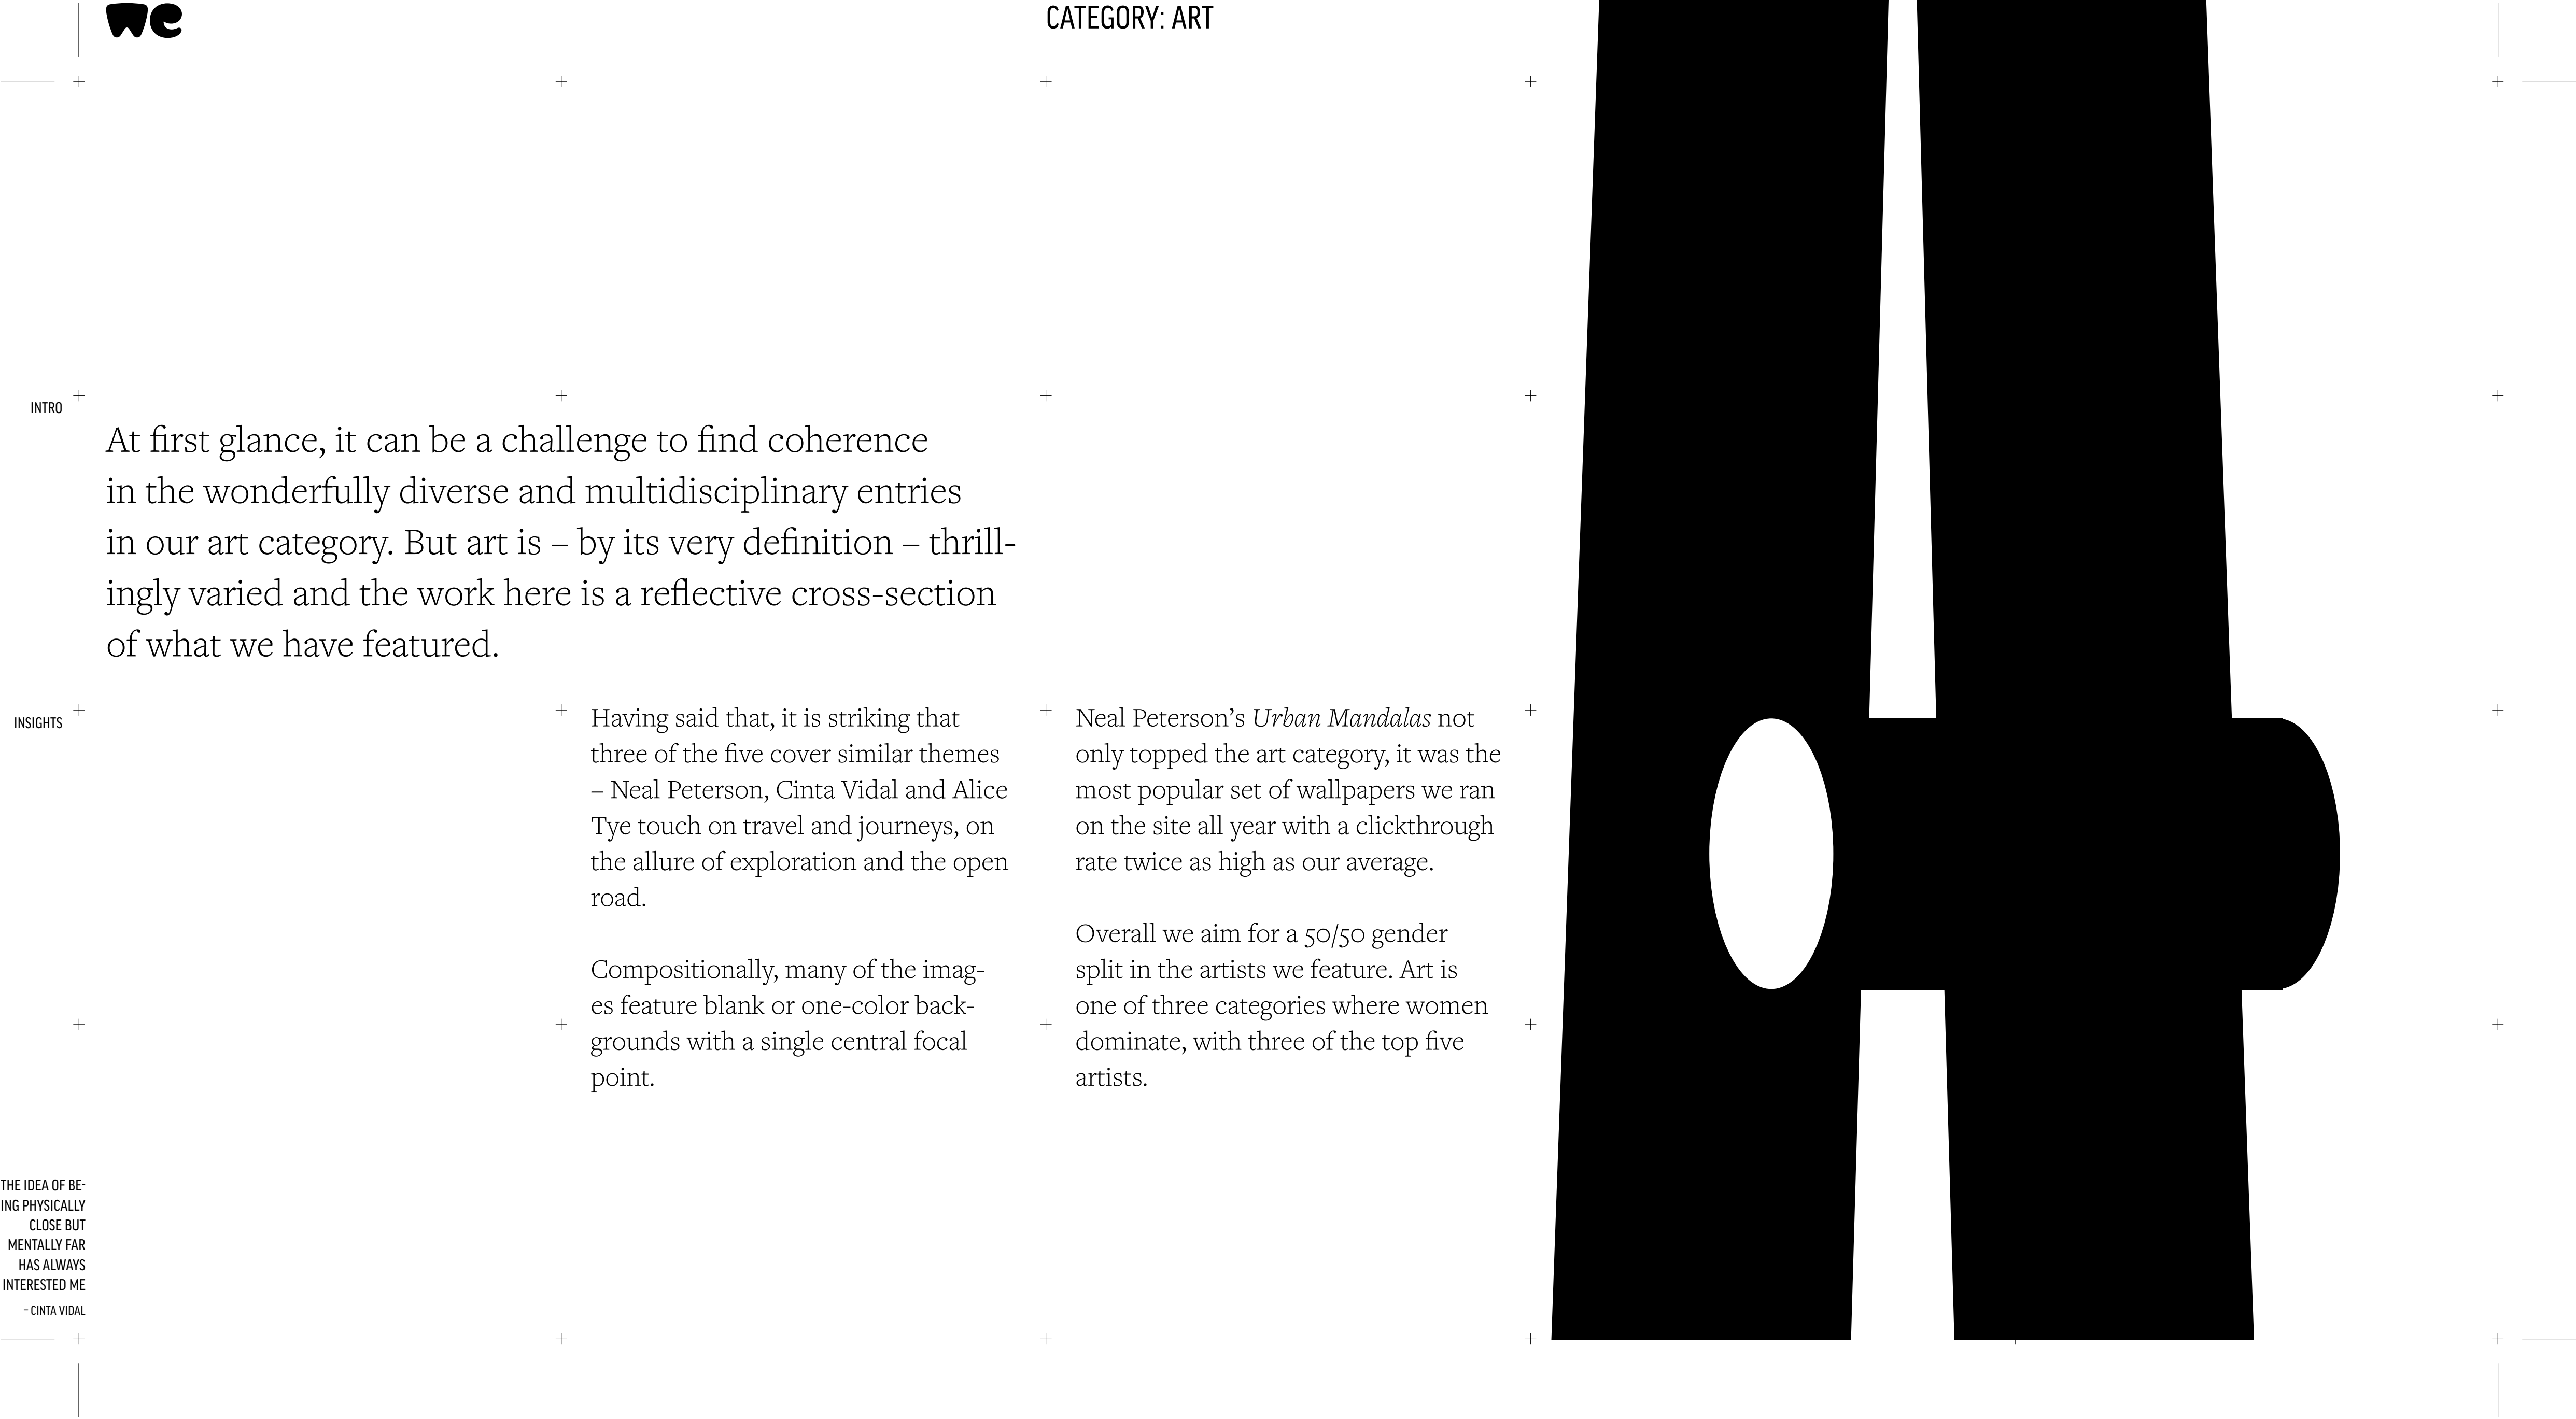 we
CATEGORY: ART
INTRO
At first glance, it can be a challenge to find coherence
in the wonderfully diverse and multidisciplinary entries
in our art category. But art is – by its very definition – thrill-
ingly varied and the work here is a reflective cross-section
of what we have featured.
INSIGHTS
Having said that, it is striking that
three of the five cover similar themes
– Neal Peterson, Cinta Vidal and Alice
Tye touch on travel and journeys, on
the allure of exploration and the open
road.
Compositionally, many of the imag-
es feature blank or one-color back-
grounds with a single central focal
point.
Neal Peterson’s Urban Mandalas not
only topped the art category, it was the
most popular set of wallpapers we ran
on the site all year with a clickthrough
rate twice as high as our average.
Overall we aim for a 50/50 gender
split in the artists we feature. Art is
one of three categories where women
dominate, with three of the top five
artists.
THE IDEA OF BE-
ING PHYSICALLY
CLOSE BUT
MENTALLY FAR
HAS ALWAYS
INTERESTED ME
– CINTA VIDAL
A